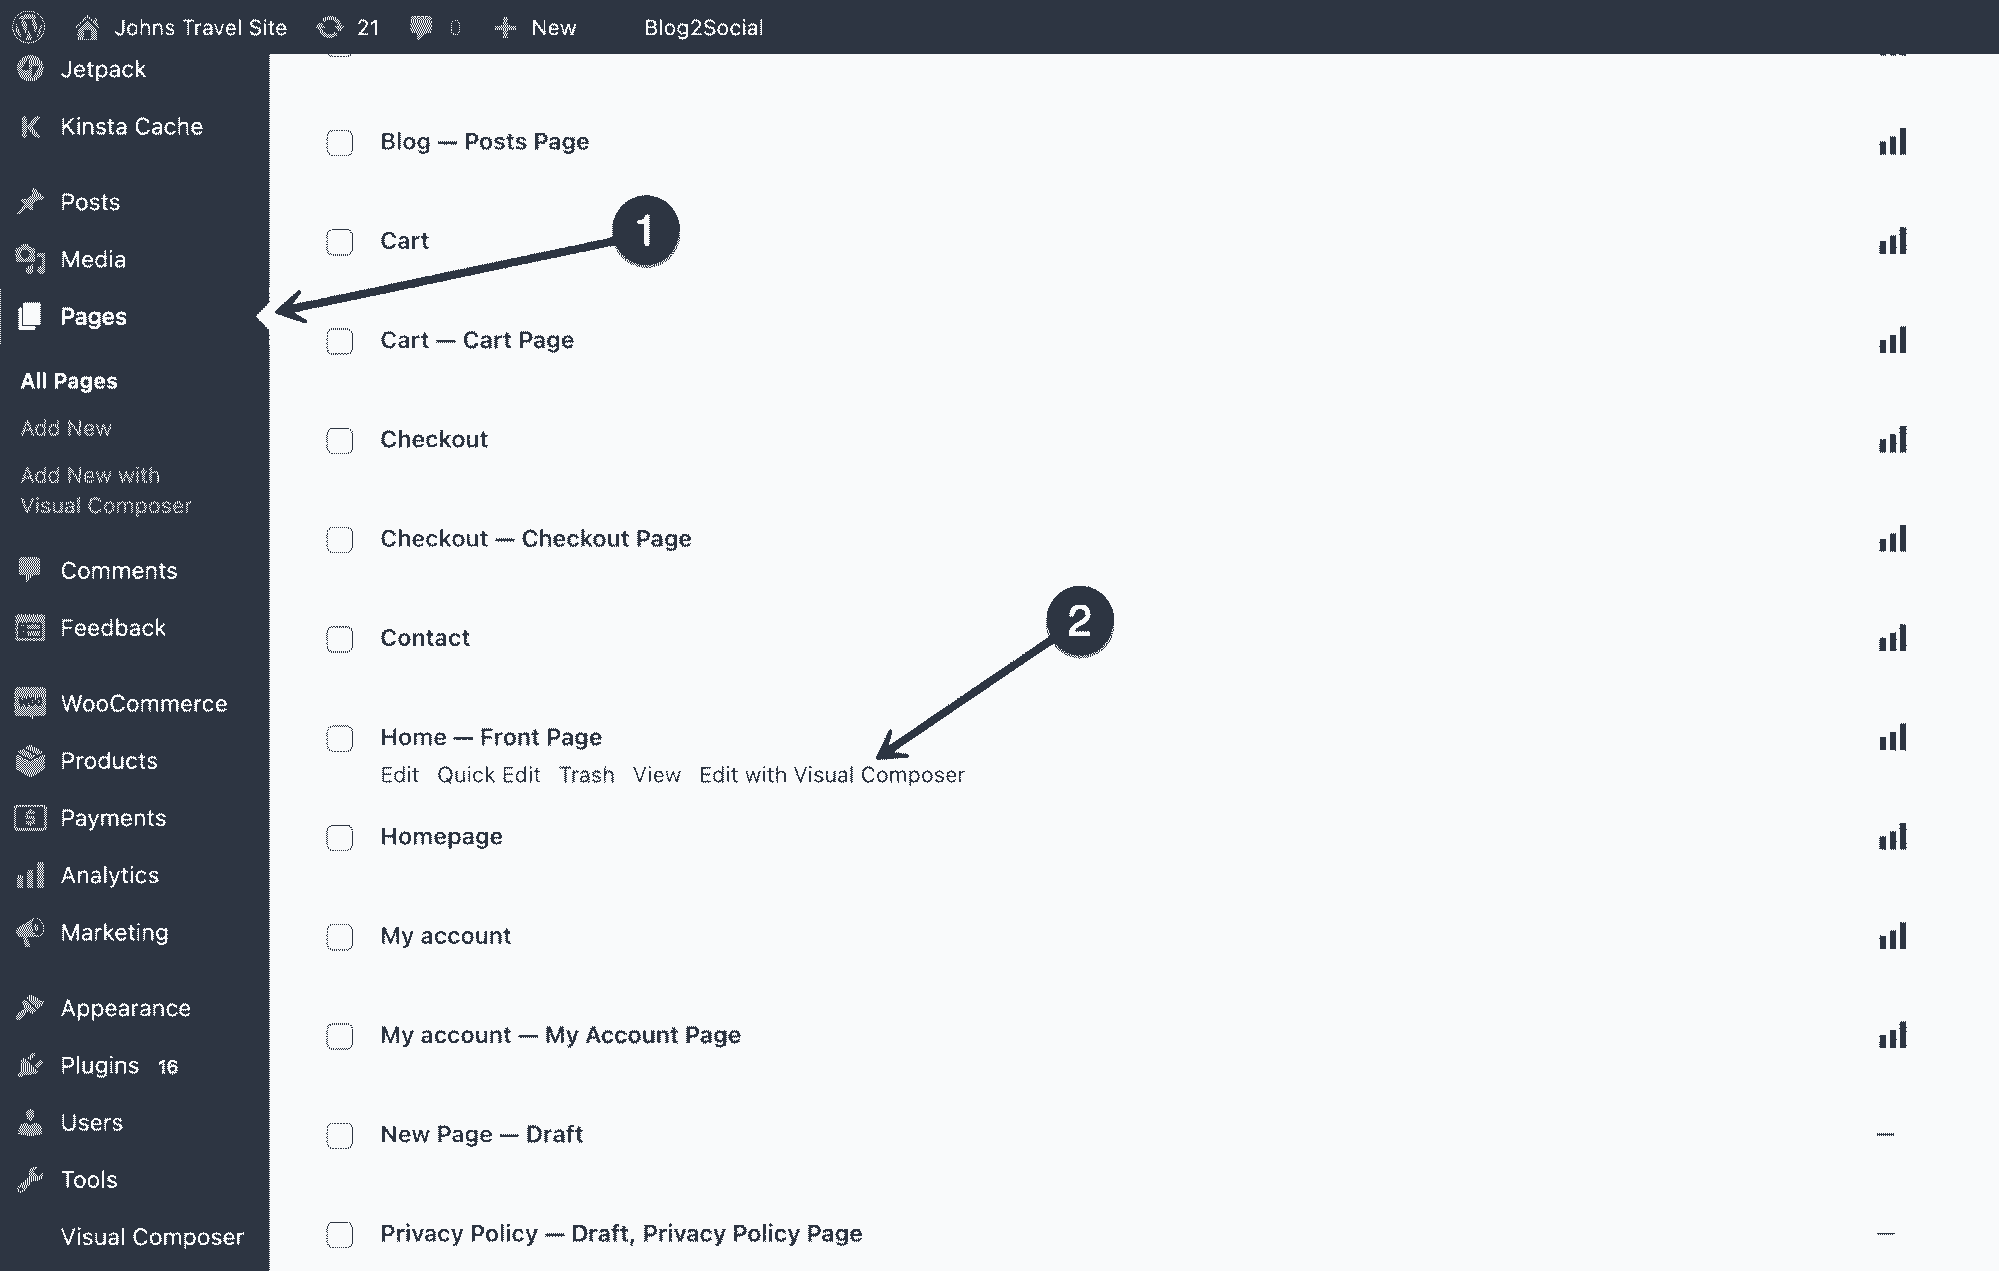 Johns Travel Site 21 0 New Blog2Social
Jetpack
Kinsta Cache
Posts
Media
Pages
All Pages
Add New
Add New with
Visual Composer
Comments
Feedback
WooCommerce
Products
Payments
Analytics
Marketing
Appearance
Plugins 16
Users
Tools
Visual Composer
Blog — Posts Page
1
Cart
Cart — Cart Page
Checkout
Checkout — Checkout Page
2
Contact
Home — Front Page
Edit Quick Edit Trash View Edit with Visual Composer
Homepage
My account
My account — My Account Page
New Page — Draft
—
Privacy Policy — Draft, Privacy Policy Page
—